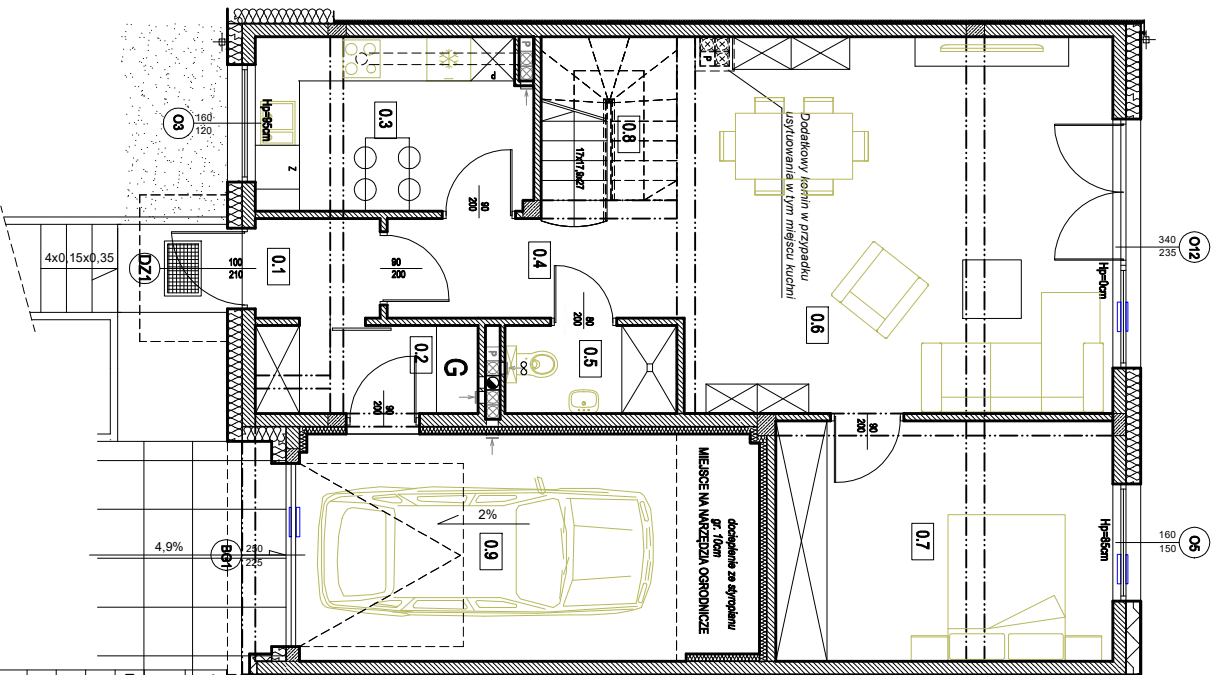 O3
160
120
Hp=95cm
0.3
Z
P
P
90
200
17x17,9x27
0.8
P
Dodatkowy komin w przypadku
usytuowania w tym miejscu kuchni
340
235
O12
Hp=0cm
4x0,15x0,35
DZ1
100
210
0.1
90
200
0.4
80
200
0.5
0.6
0.2
G
P
90
200
90
200
MIEJSCE NA NARZĘDZIA OGRODNICZE
docieplenie ze styropianu
gr. 10cm
2%
0.9
4,9%
BG1
250
225
0.7
Hp=85cm
160
150
O5